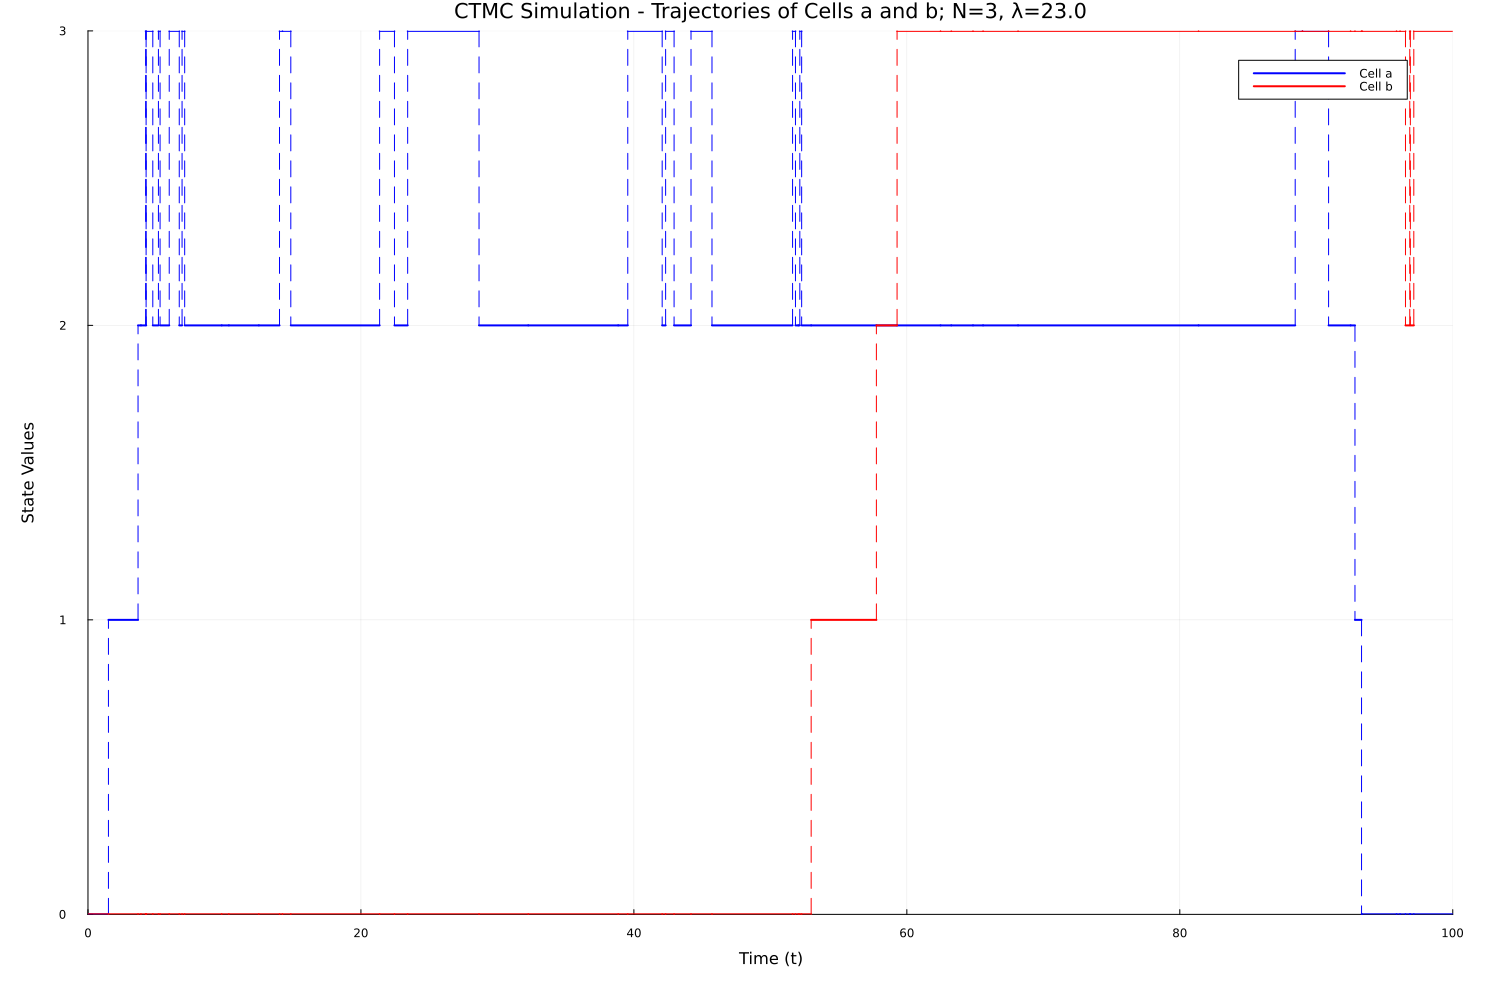 CTMC Simulation - Trajectories of Cells a and b; N=3, λ=23.0
3
Cell a
Cell b
2
State Values
1
0
0 20 40 60 80 100
Time (t)